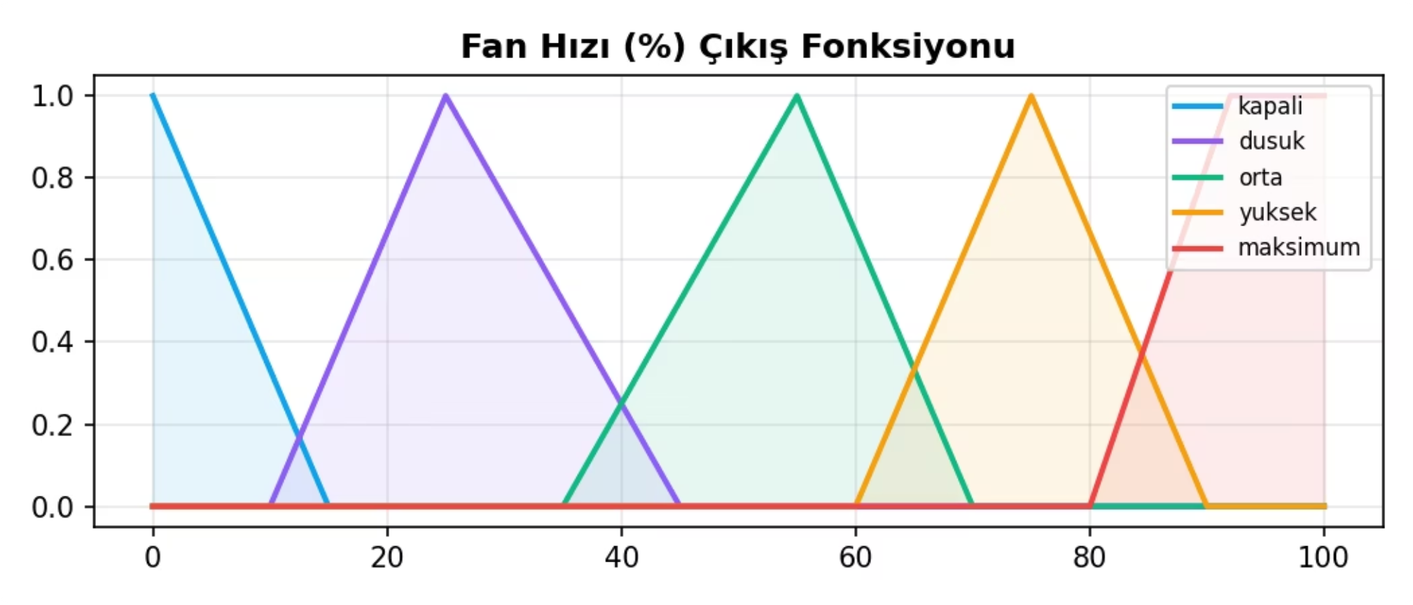 Fan Hızı (%) Çıkış Fonksiyonu
1.0
0.8
0.6
0.4
0.2
0.0
kapali
dusuk
orta
yuksek
maksimum
0 20 40 60 80 100